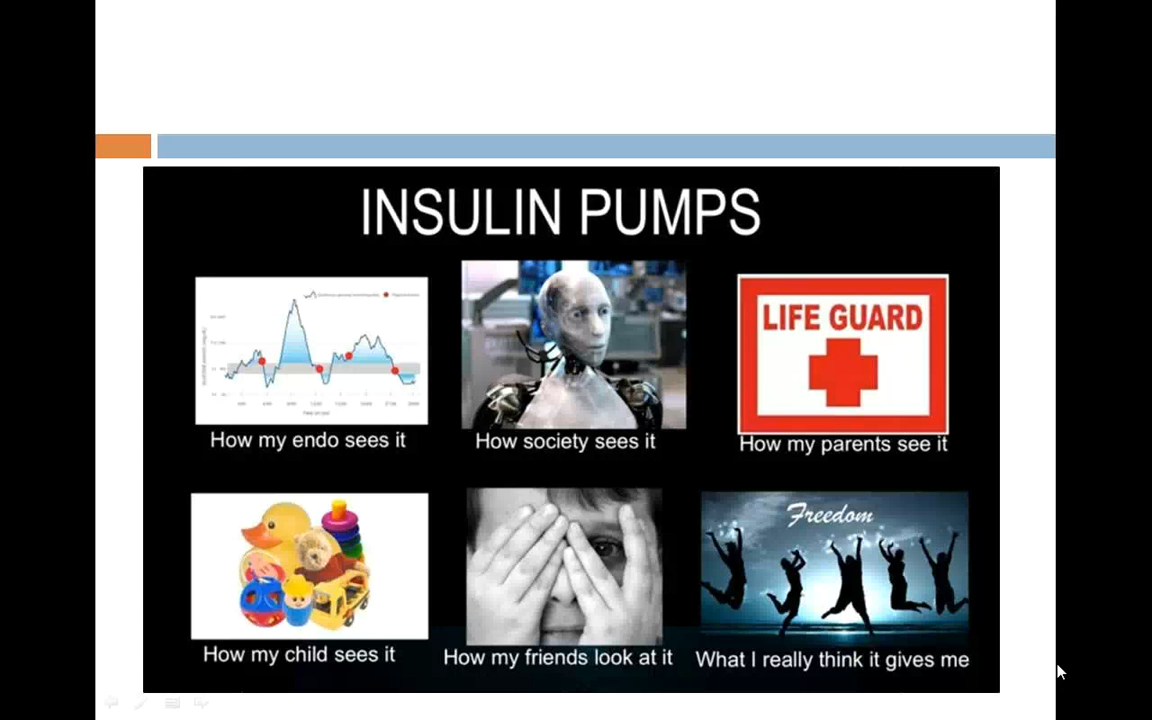 INSULIN PUMPS
How my endo sees it
How society sees it
LIFE GUARD
How my parents see it
How my child sees it
How my friends look at it
Freedom
What I really think it gives me